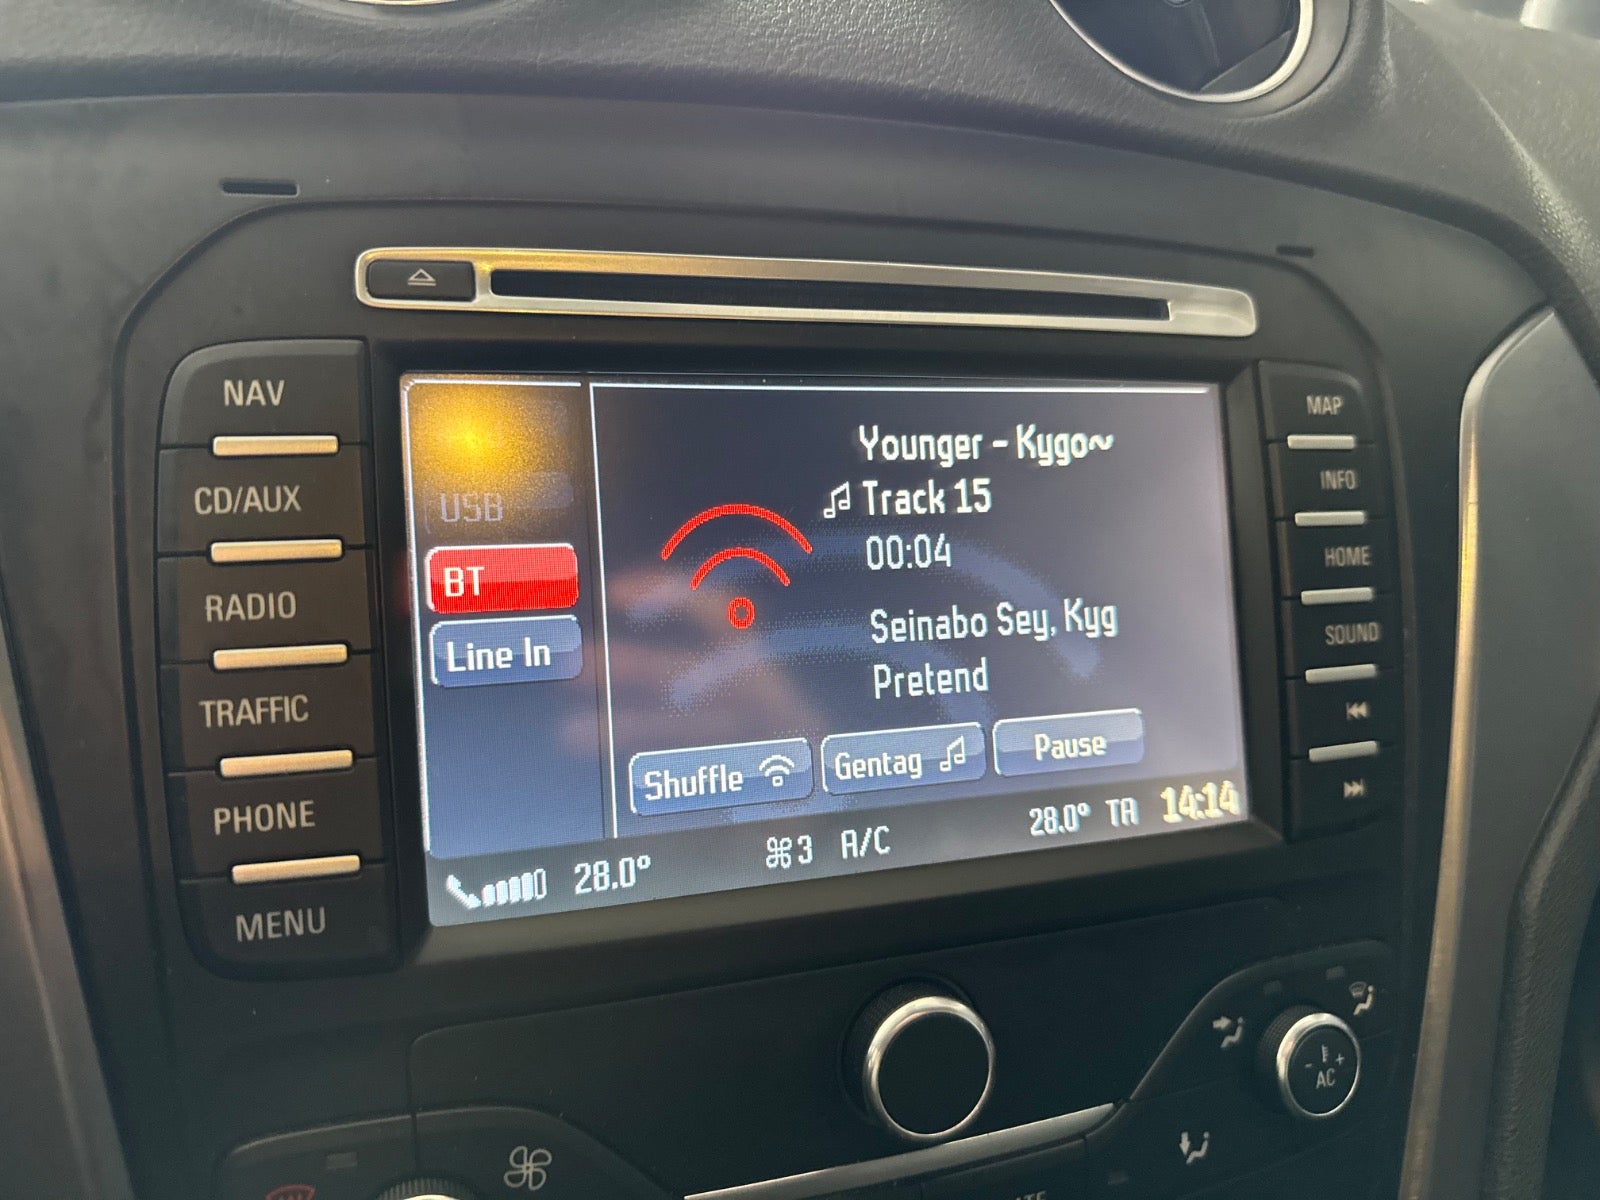 NAV
CD/AUX
RADIO
TRAFFIC
PHONE
MENU
USB
BT
Line In
Younger - Kygo~
Track 15
00:04
Seinabo Sey, Kyg
Pretend
Shuffle
Gentag
Pause
28.0° 3 A/C 28.0° TA 14:14
MAP
INFO
HOME
SOUND
- +
AC